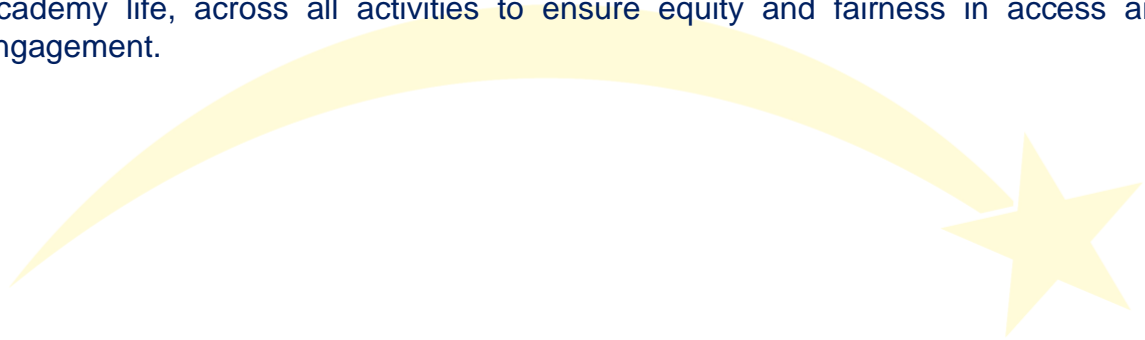 cademy life, across all activities to ensure equity and fairness in access a
ngagement.